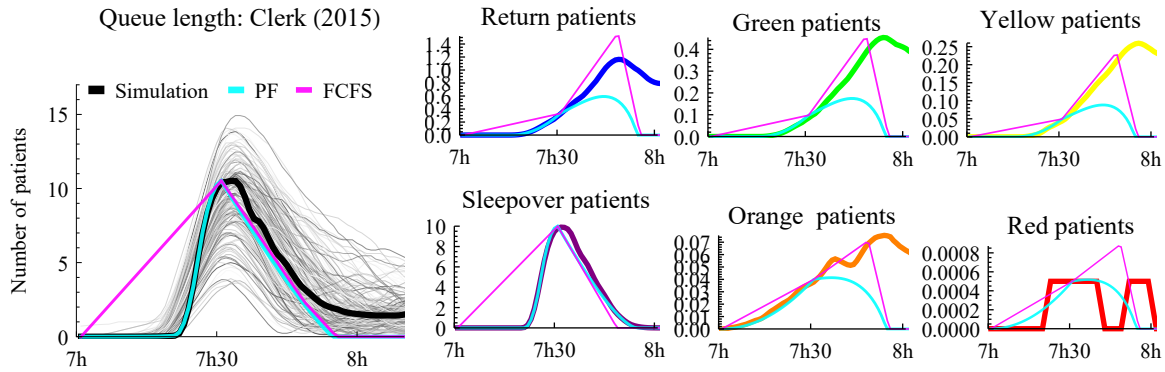 Queue length: Clerk (2015)
Number of patients
Simulation PF FCFS
15
10
5
0
7h 7h30 8h
Return patients
1.4
1.2
1.0
0.8
0.6
0.4
0.2
0.0
7h 7h30 8h
Green patients
0.4
0.3
0.2
0.1
0.0
7h 7h30 8h
Yellow patients
0.25
0.20
0.15
0.10
0.05
0.00
7h 7h30 8h
Sleepover patients
10
8
6
4
2
0
7h 7h30 8h
Orange patients
0.07
0.06
0.05
0.04
0.03
0.02
0.01
0.00
7h 7h30 8h
Red patients
0.0008
0.0006
0.0004
0.0002
0.0000
7h 7h30 8h